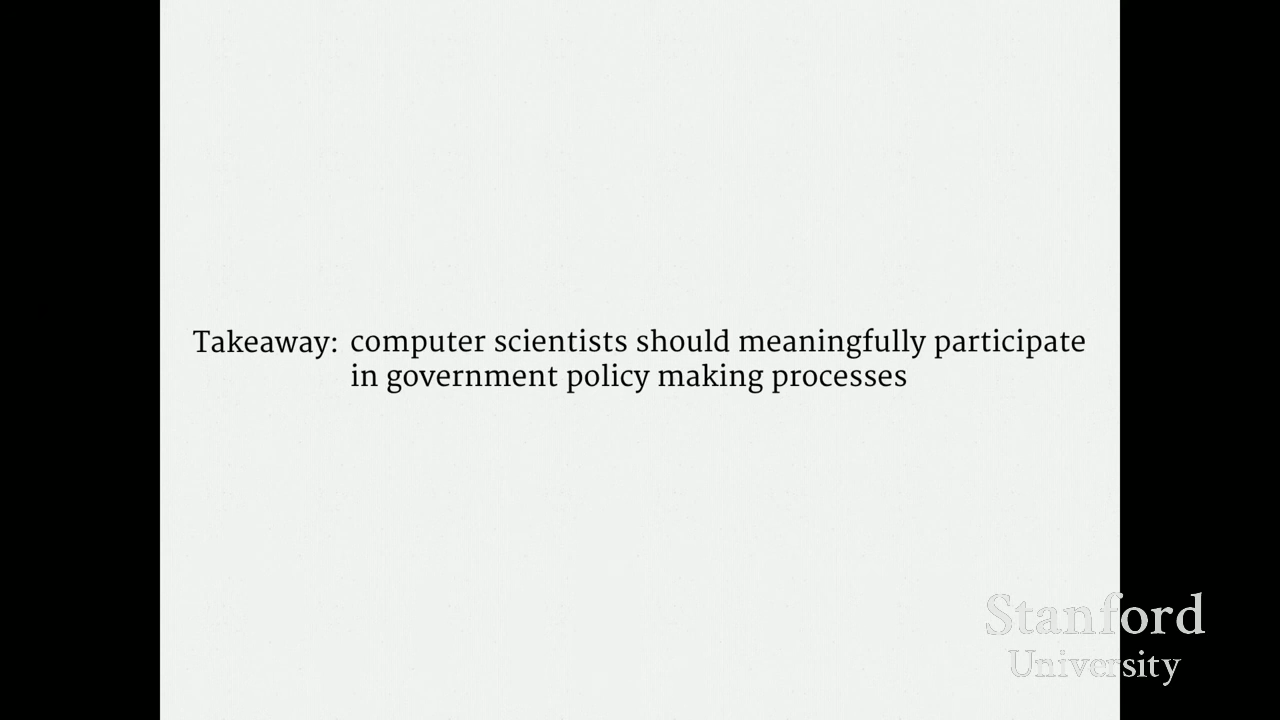 Takeaway: computer scientists should meaningfully participate
in government policy making processes
Stanford
University